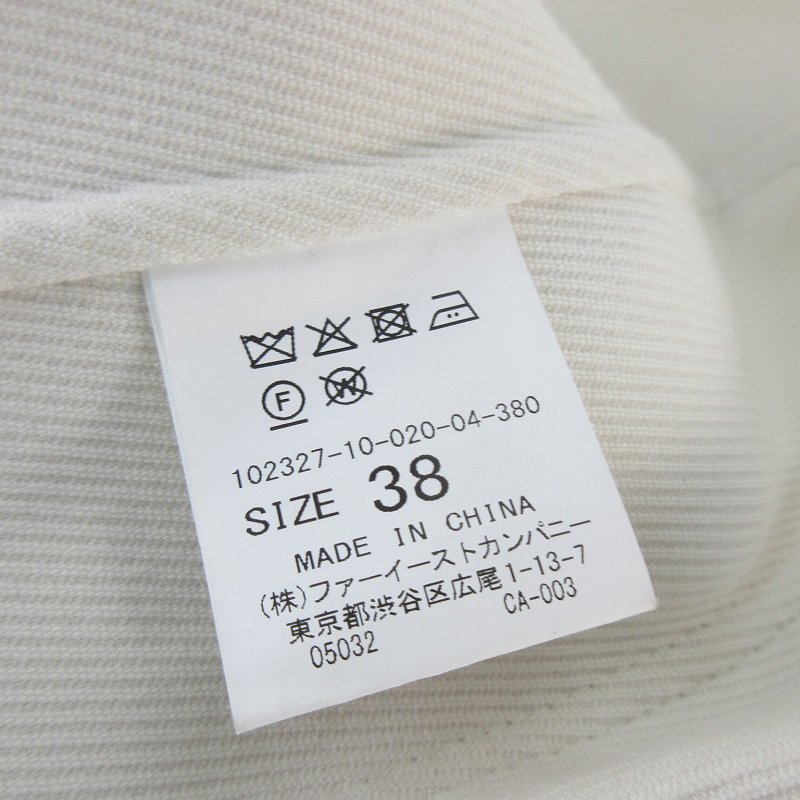 F W
102327-10-020-04-380
SIZE 38
MADE IN CHINA
(株)ファーイーストカンパニー
東京都渋谷区広尾1-13-7
05032 CA-003